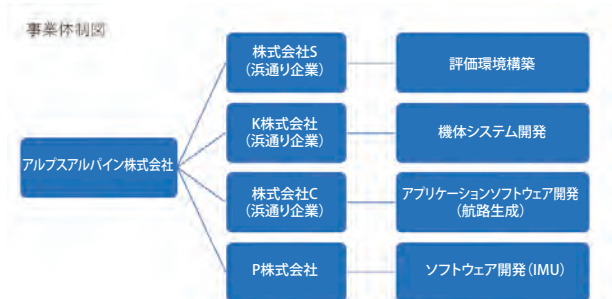 事業体制図
株式会社S
(浜通り企業)
評価環境構築
K株式会社
(浜通り企業)
機体システム開発
アルプスアルパイン株式会社
株式会社C
(浜通り企業)
アプリケーションソフトウェア開発
(航路生成)
P株式会社
ソフトウェア開発(IMU)